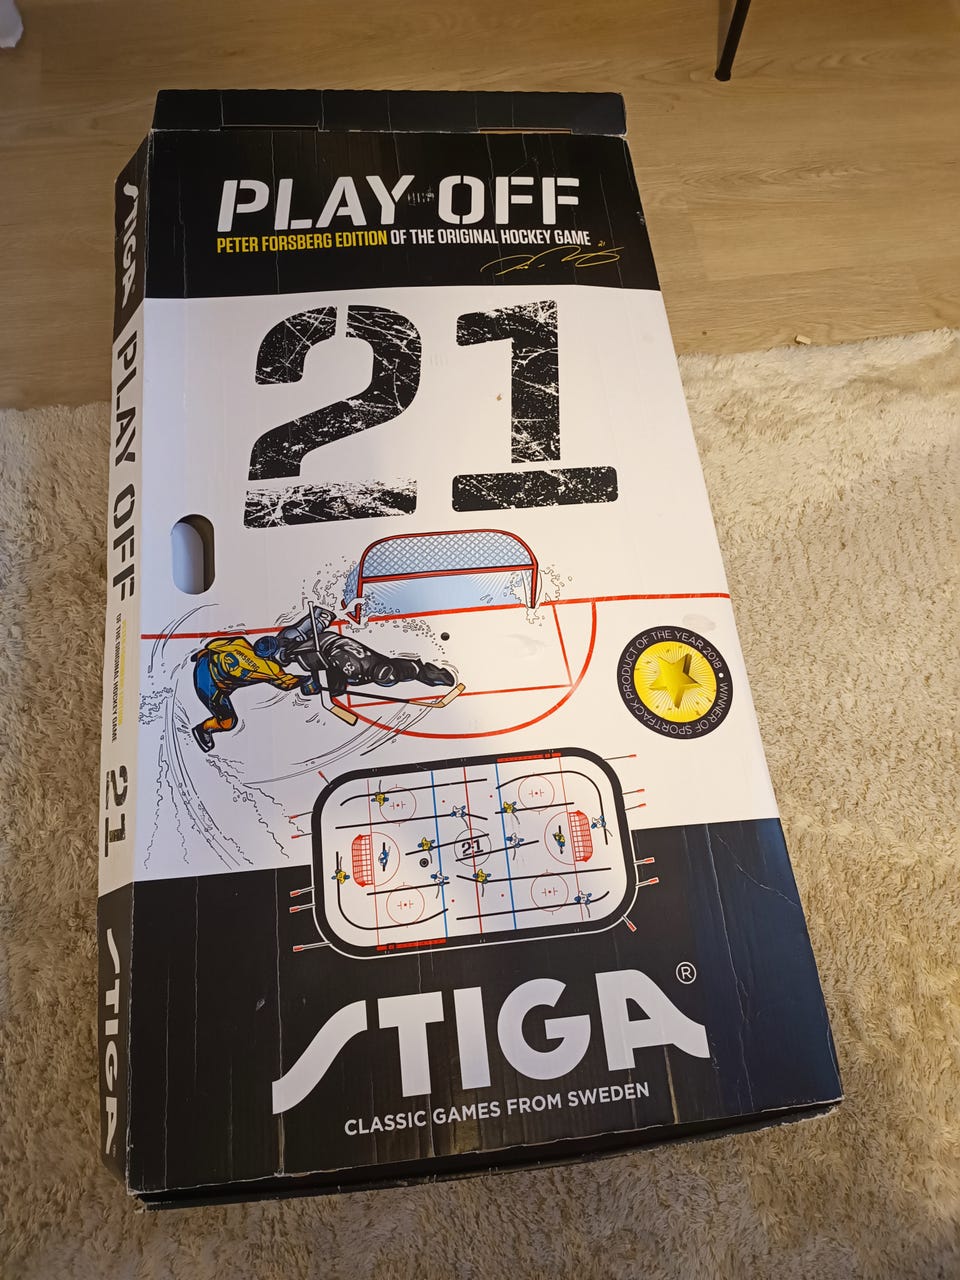 PLAY OFF
PETER FORSBERG EDITION OF THE ORIGINAL HOCKEY GAME
21
21
PRODUCT OF THE YEAR 2018 • WINNER OF SPORTFACK
21
STIGA®
CLASSIC GAMES FROM SWEDEN
STIGA
PLAY OFF
OF THE ORIGINAL HOCKEY GAME
21
STIGA®